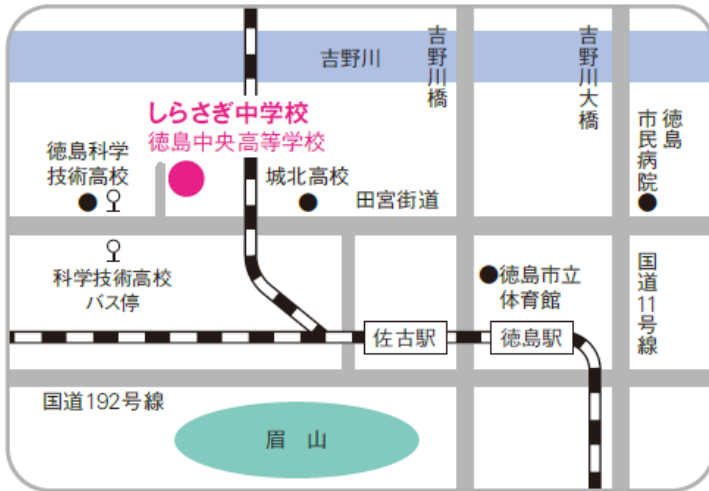 吉野川
吉野川橋
吉野川大橋
しらさぎ中学校
徳島中央高等学校
徳島科学
技術高校
城北高校
田宮街道
徳島
市民病院
科学技術高校
バス停
徳島市立
体育館
国道11号線
佐古駅
徳島駅
国道192号線
眉 山